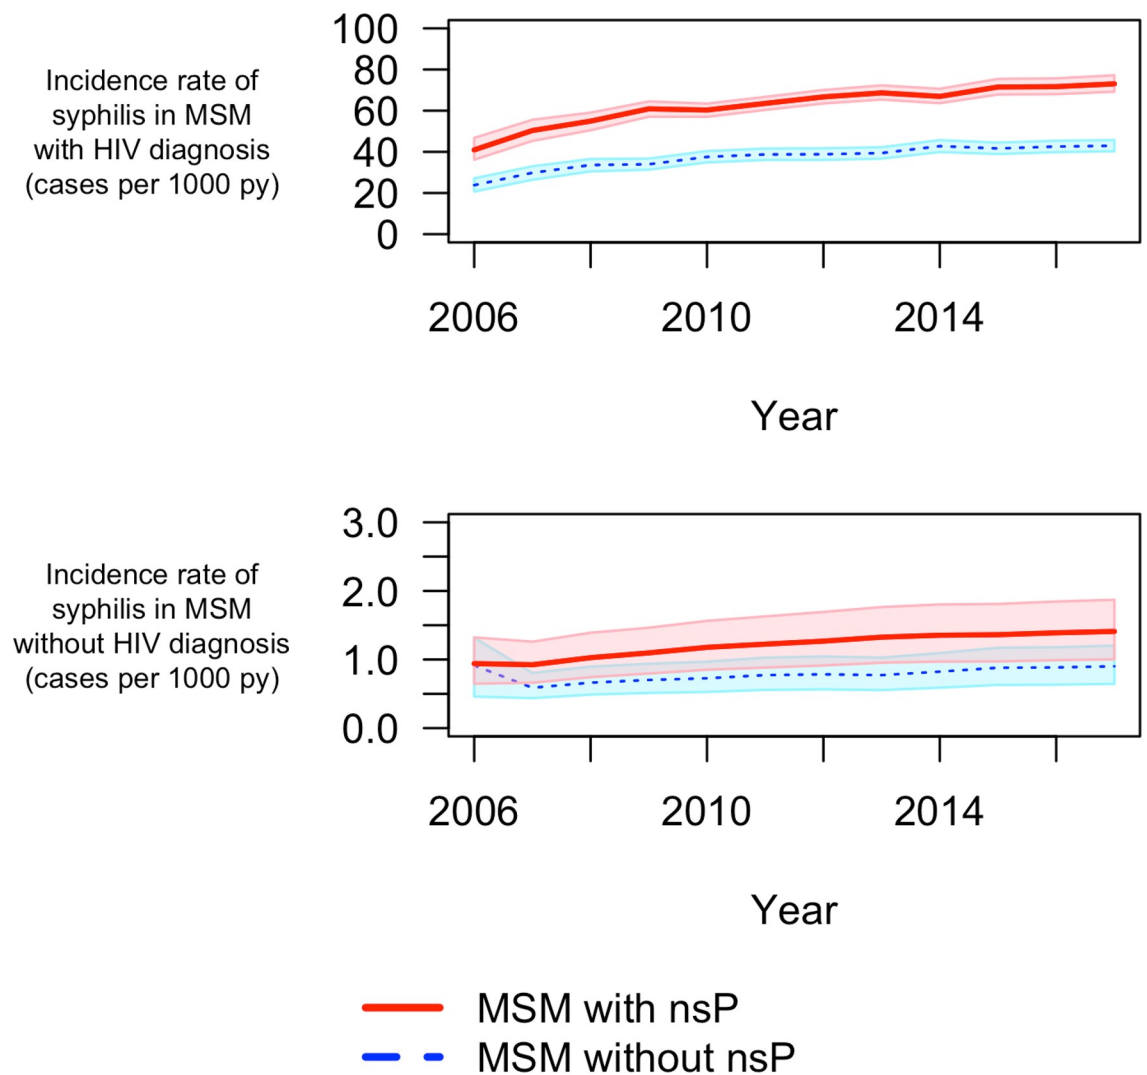 Incidence rate of
syphilis in MSM
with HIV diagnosis
(cases per 1000 py)
100
80
60
40
20
0
2006 2010 2014
Year
Incidence rate of
syphilis in MSM
without HIV diagnosis
(cases per 1000 py)
3.0
2.0
1.0
0.0
2006 2010 2014
Year
MSM with nsP
MSM without nsP